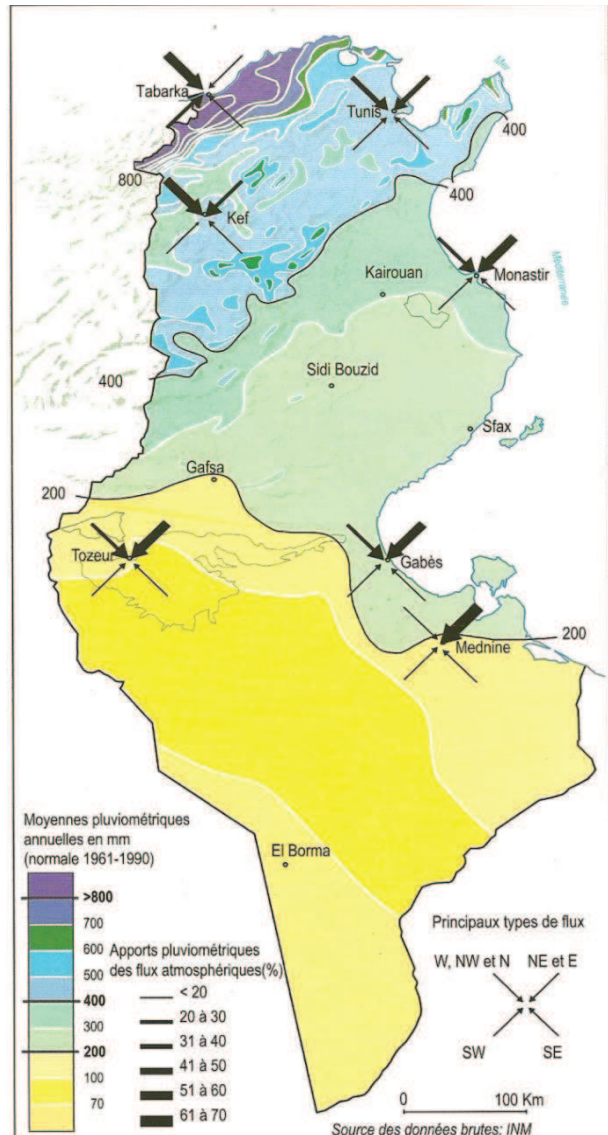 Tabarka
Tunis
Mer
400
800
400
Kef
Méditerranée
Monastir
Kairouan
Sidi Bouzid
400
Sfax
Gafsa
200
Tozeur
Gabès
200
Mednine
El Borma
Moyennes pluviométriques
annuelles en mm
(normale 1961-1990)
>800
700
600
500
400
300
200
100
70
Apports pluviométriques
des flux atmosphériques(%)
< 20
20 à 30
31 à 40
41 à 50
51 à 60
61 à 70
Principaux types de flux
W, NW et N
NE et E
SW
SE
0
100 Km
Source des données brutes: INM